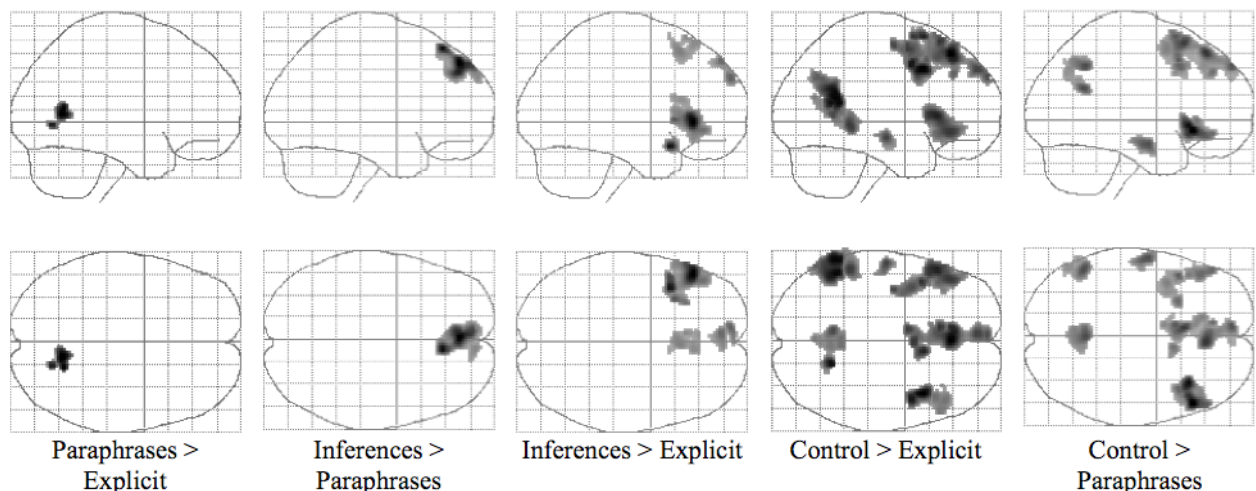 Paraphrases >
Explicit
Inferences >
Paraphrases
Inferences > Explicit
Control > Explicit
Control >
Paraphrases